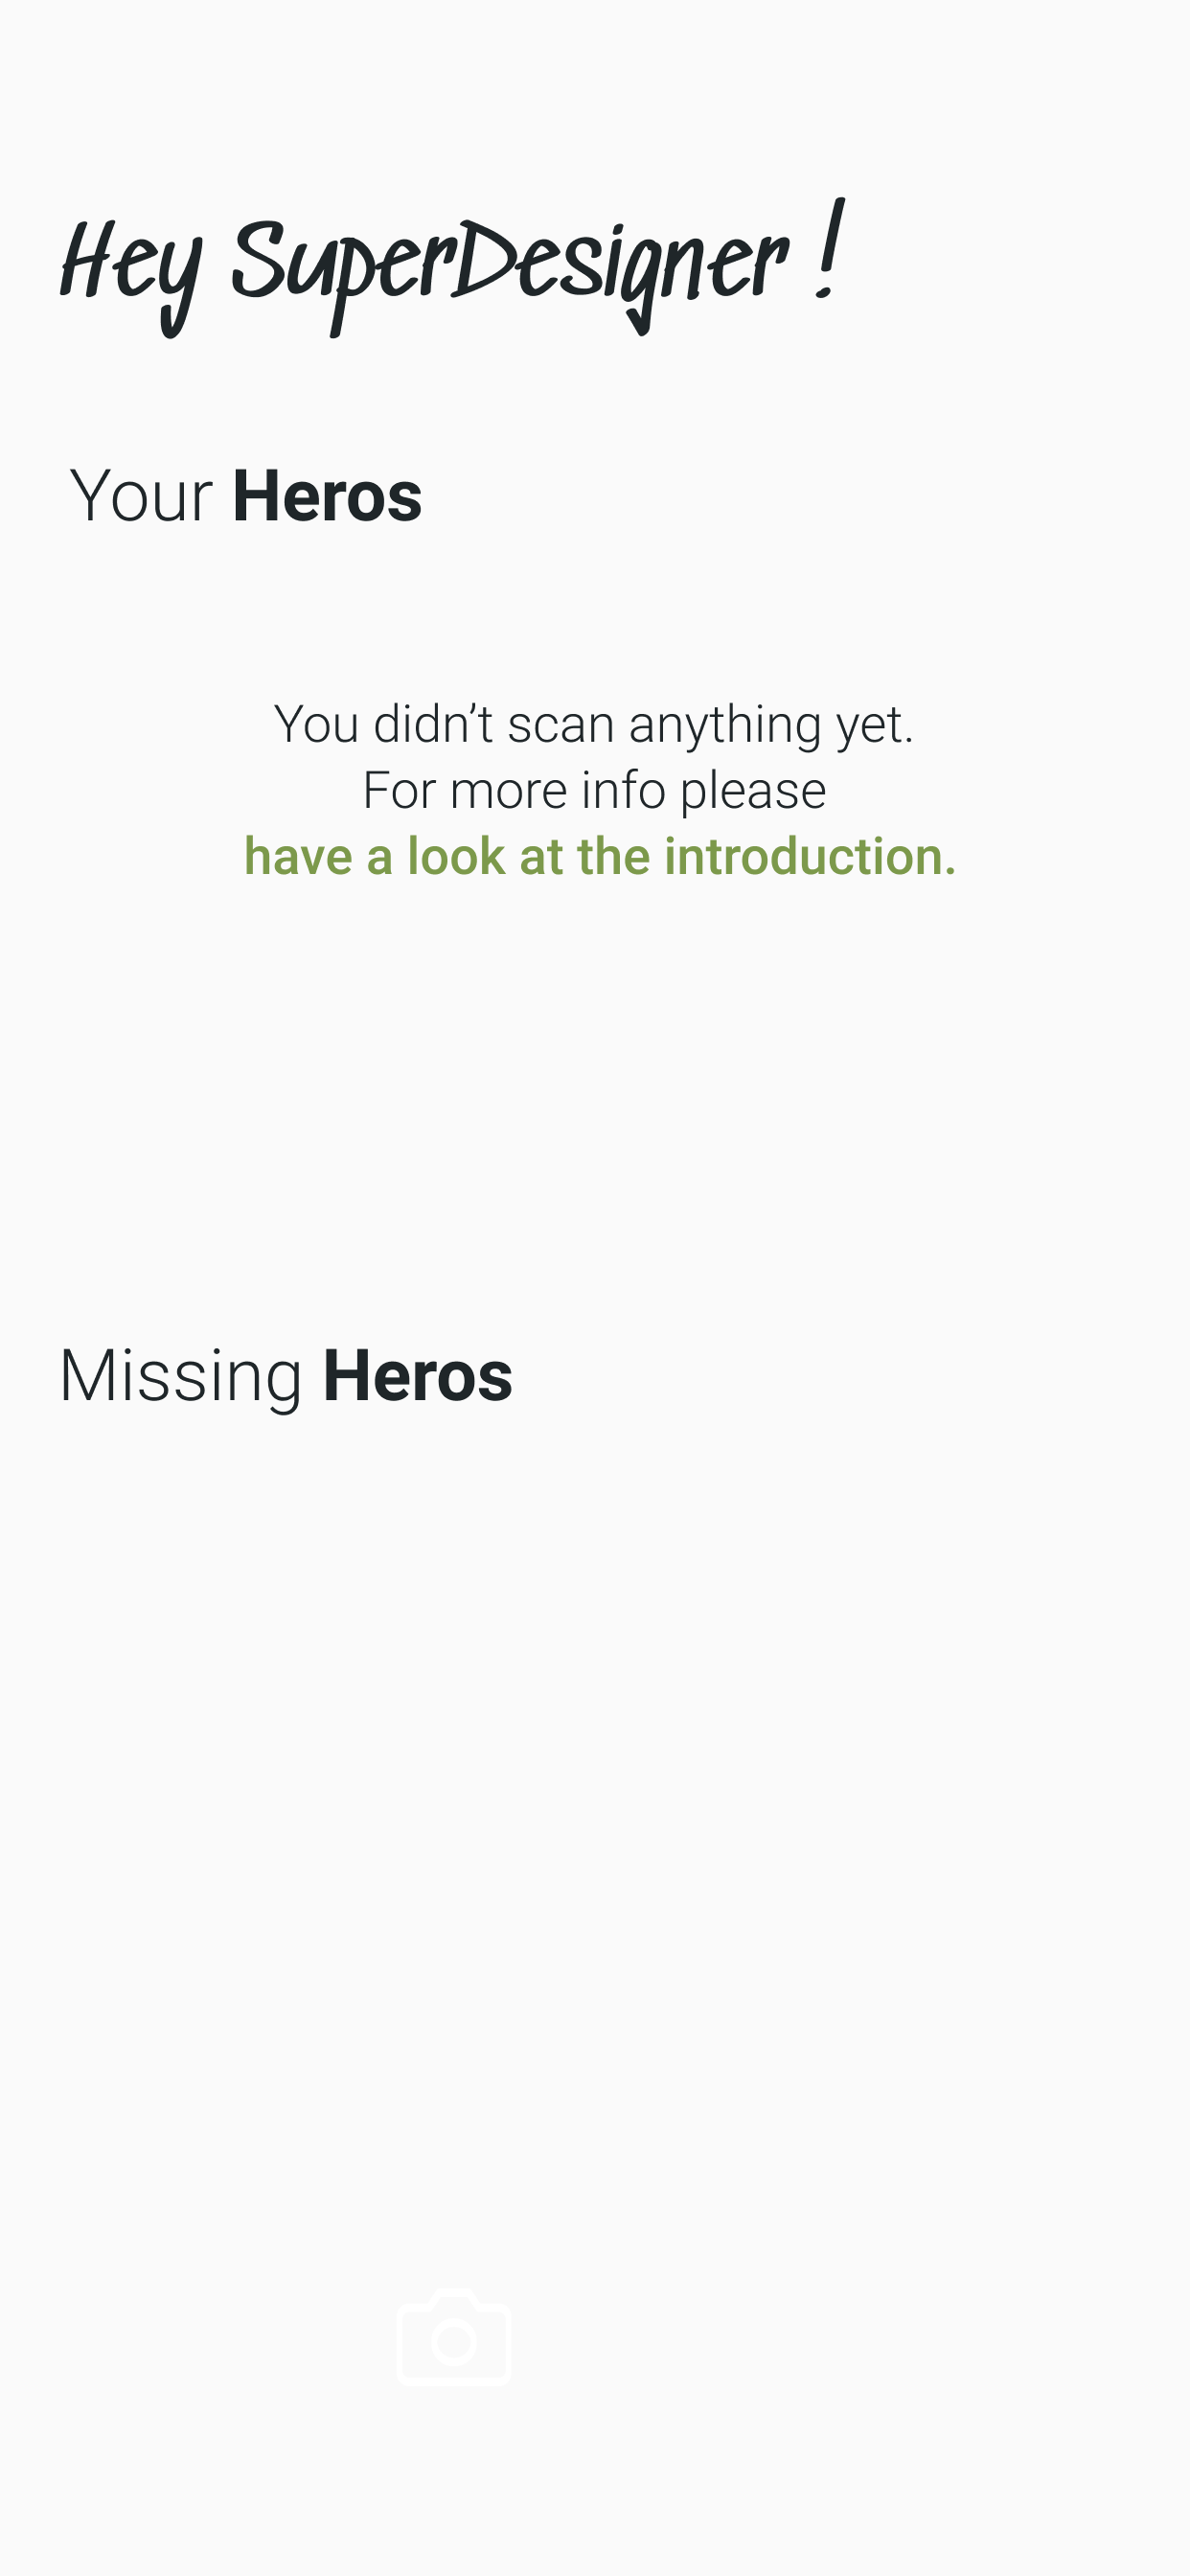 Hey SuperDesigner !
Your Heros
You didn’t scan anything yet.
For more info please
have a look at the introduction.
Missing Heros